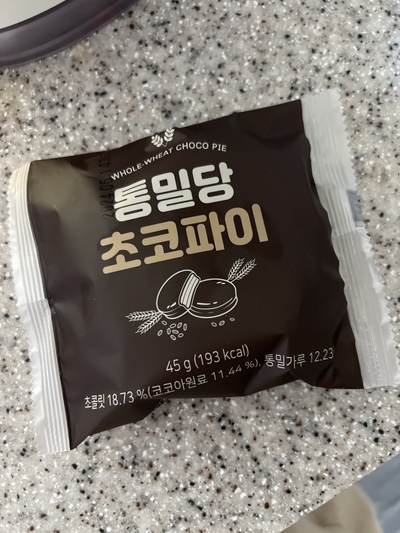 WHOLE-WHEAT CHOCO PIE
통밀당
초코파이
45 g (193 kcal)
초콜릿 18.73 %(코코아원료 11.44 %), 통밀가루 12.23